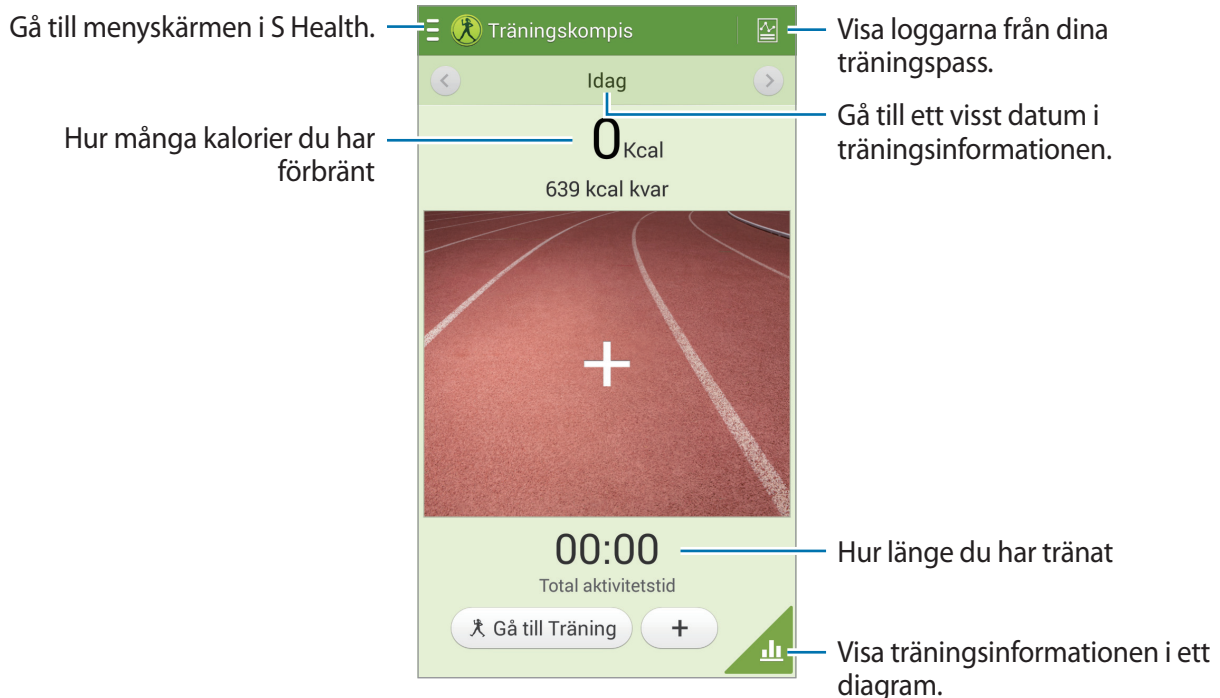 Gå till menyskärmen i S Health.
Träningskompis
Visa loggarna från dina
träningspass.
Idag
Gå till ett visst datum i
träningsinformationen.
Hur många kalorier du har
förbränt
0 Kcal
639 kcal kvar
00:00
Hur länge du har tränat
Total aktivitetstid
Gå till Träning
+
Visa träningsinformationen i ett
diagram.